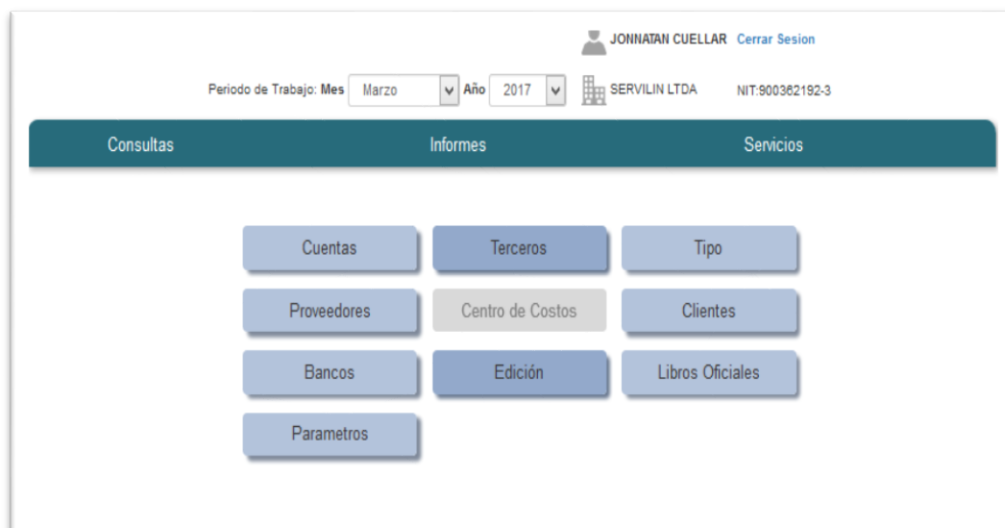 JONNATAN CUELLAR Cerrar Sesion
Periodo de Trabajo: Mes Marzo Año 2017 SERVILIN LTDA NIT:900362192-3
Consultas Informes Servicios
Cuentas Terceros Tipo
Proveedores Centro de Costos Clientes
Bancos Edición Libros Oficiales
Parametros